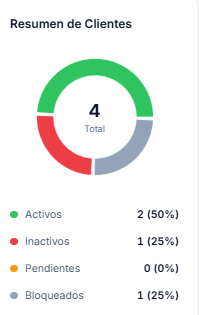 Resumen de Clientes
4
Total
Activos 2 (50%)
Inactivos 1 (25%)
Pendientes 0 (0%)
Bloqueados 1 (25%)